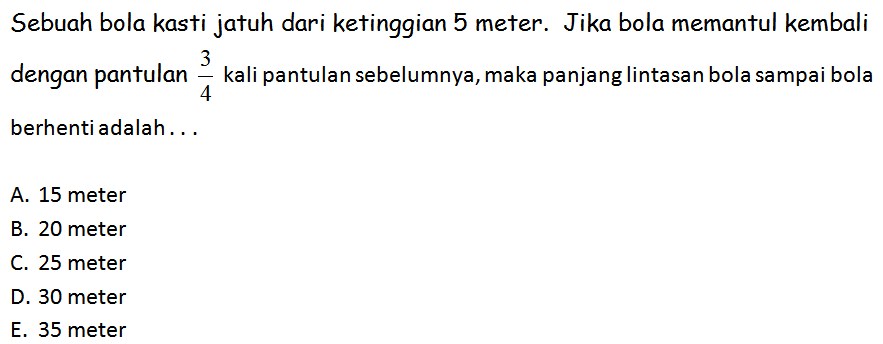 Sebuah bola kasti jatuh dari ketinggian 5 meter. Jika bola memantul kembali
dengan pantulan 3/4 kali pantulan sebelumnya, maka panjang lintasan bola sampai bola
berhenti adalah . . .
A. 15 meter
B. 20 meter
C. 25 meter
D. 30 meter
E. 35 meter